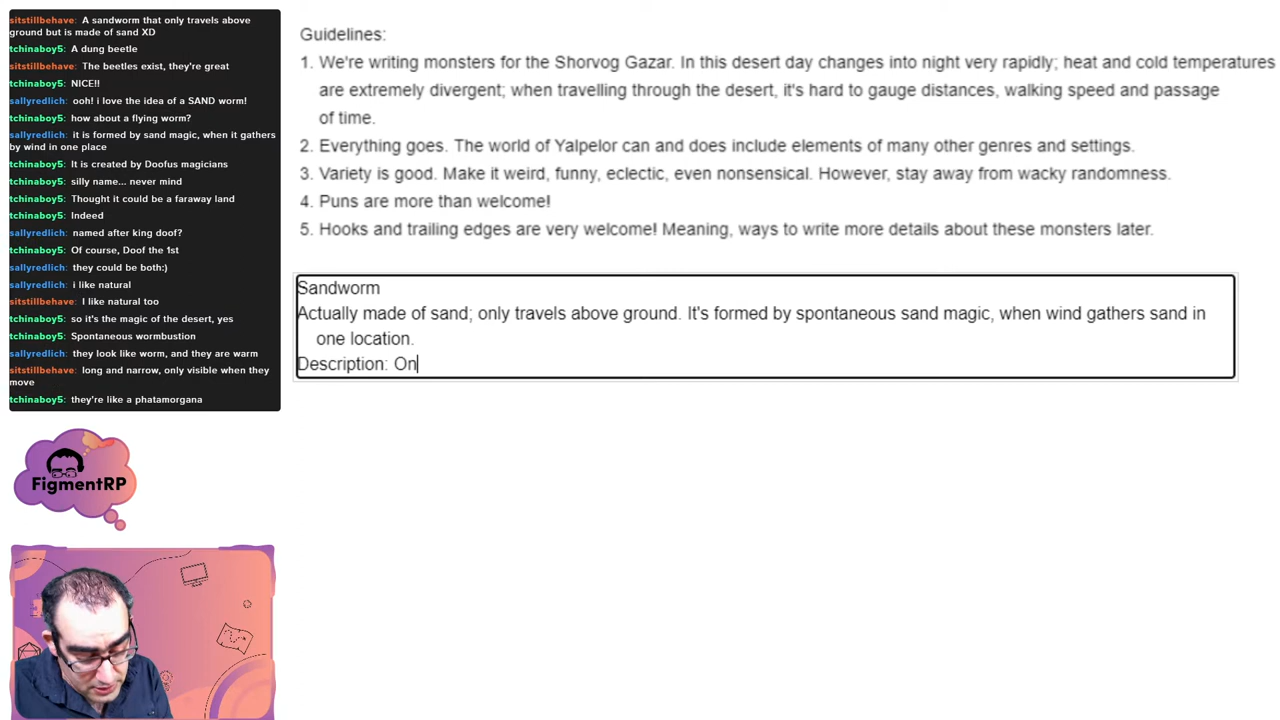 sitstillbehave: A sandworm that only travels above
ground but is made of sand XD
tchinaboy5: A dung beetle
sitstillbehave: The beetles exist, they're great
tchinaboy5: NICE!!
sallyredlich: ooh! i love the idea of a SAND worm!
tchinaboy5: how about a flying worm?
sallyredlich: it is formed by sand magic, when it gathers
by wind in one place
tchinaboy5: It is created by Doofus magicians
tchinaboy5: silly name... never mind
tchinaboy5: Thought it could be a faraway land
tchinaboy5: Indeed
sallyredlich: named after king doof?
tchinaboy5: Of course, Doof the 1st
sallyredlich: they could be both:)
sallyredlich: i like natural
sitstillbehave: I like natural too
tchinaboy5: so it's the magic of the desert, yes
tchinaboy5: Spontaneous wormbustion
sallyredlich: they look like worm, and they are warm
sitstillbehave: long and narrow, only visible when they
move
tchinaboy5: they're like a phatamorgana
FigmentRP
Guidelines:
1. We're writing monsters for the Shorvog Gazar. In this desert day changes into night very rapidly; heat and cold temperatures
are extremely divergent; when travelling through the desert, it's hard to gauge distances, walking speed and passage
of time.
2. Everything goes. The world of Yalpelor can and does include elements of many other genres and settings.
3. Variety is good. Make it weird, funny, eclectic, even nonsensical. However, stay away from wacky randomness.
4. Puns are more than welcome!
5. Hooks and trailing edges are very welcome! Meaning, ways to write more details about these monsters later.
Sandworm
Actually made of sand; only travels above ground. It's formed by spontaneous sand magic, when wind gathers sand in
one location.
Description: On